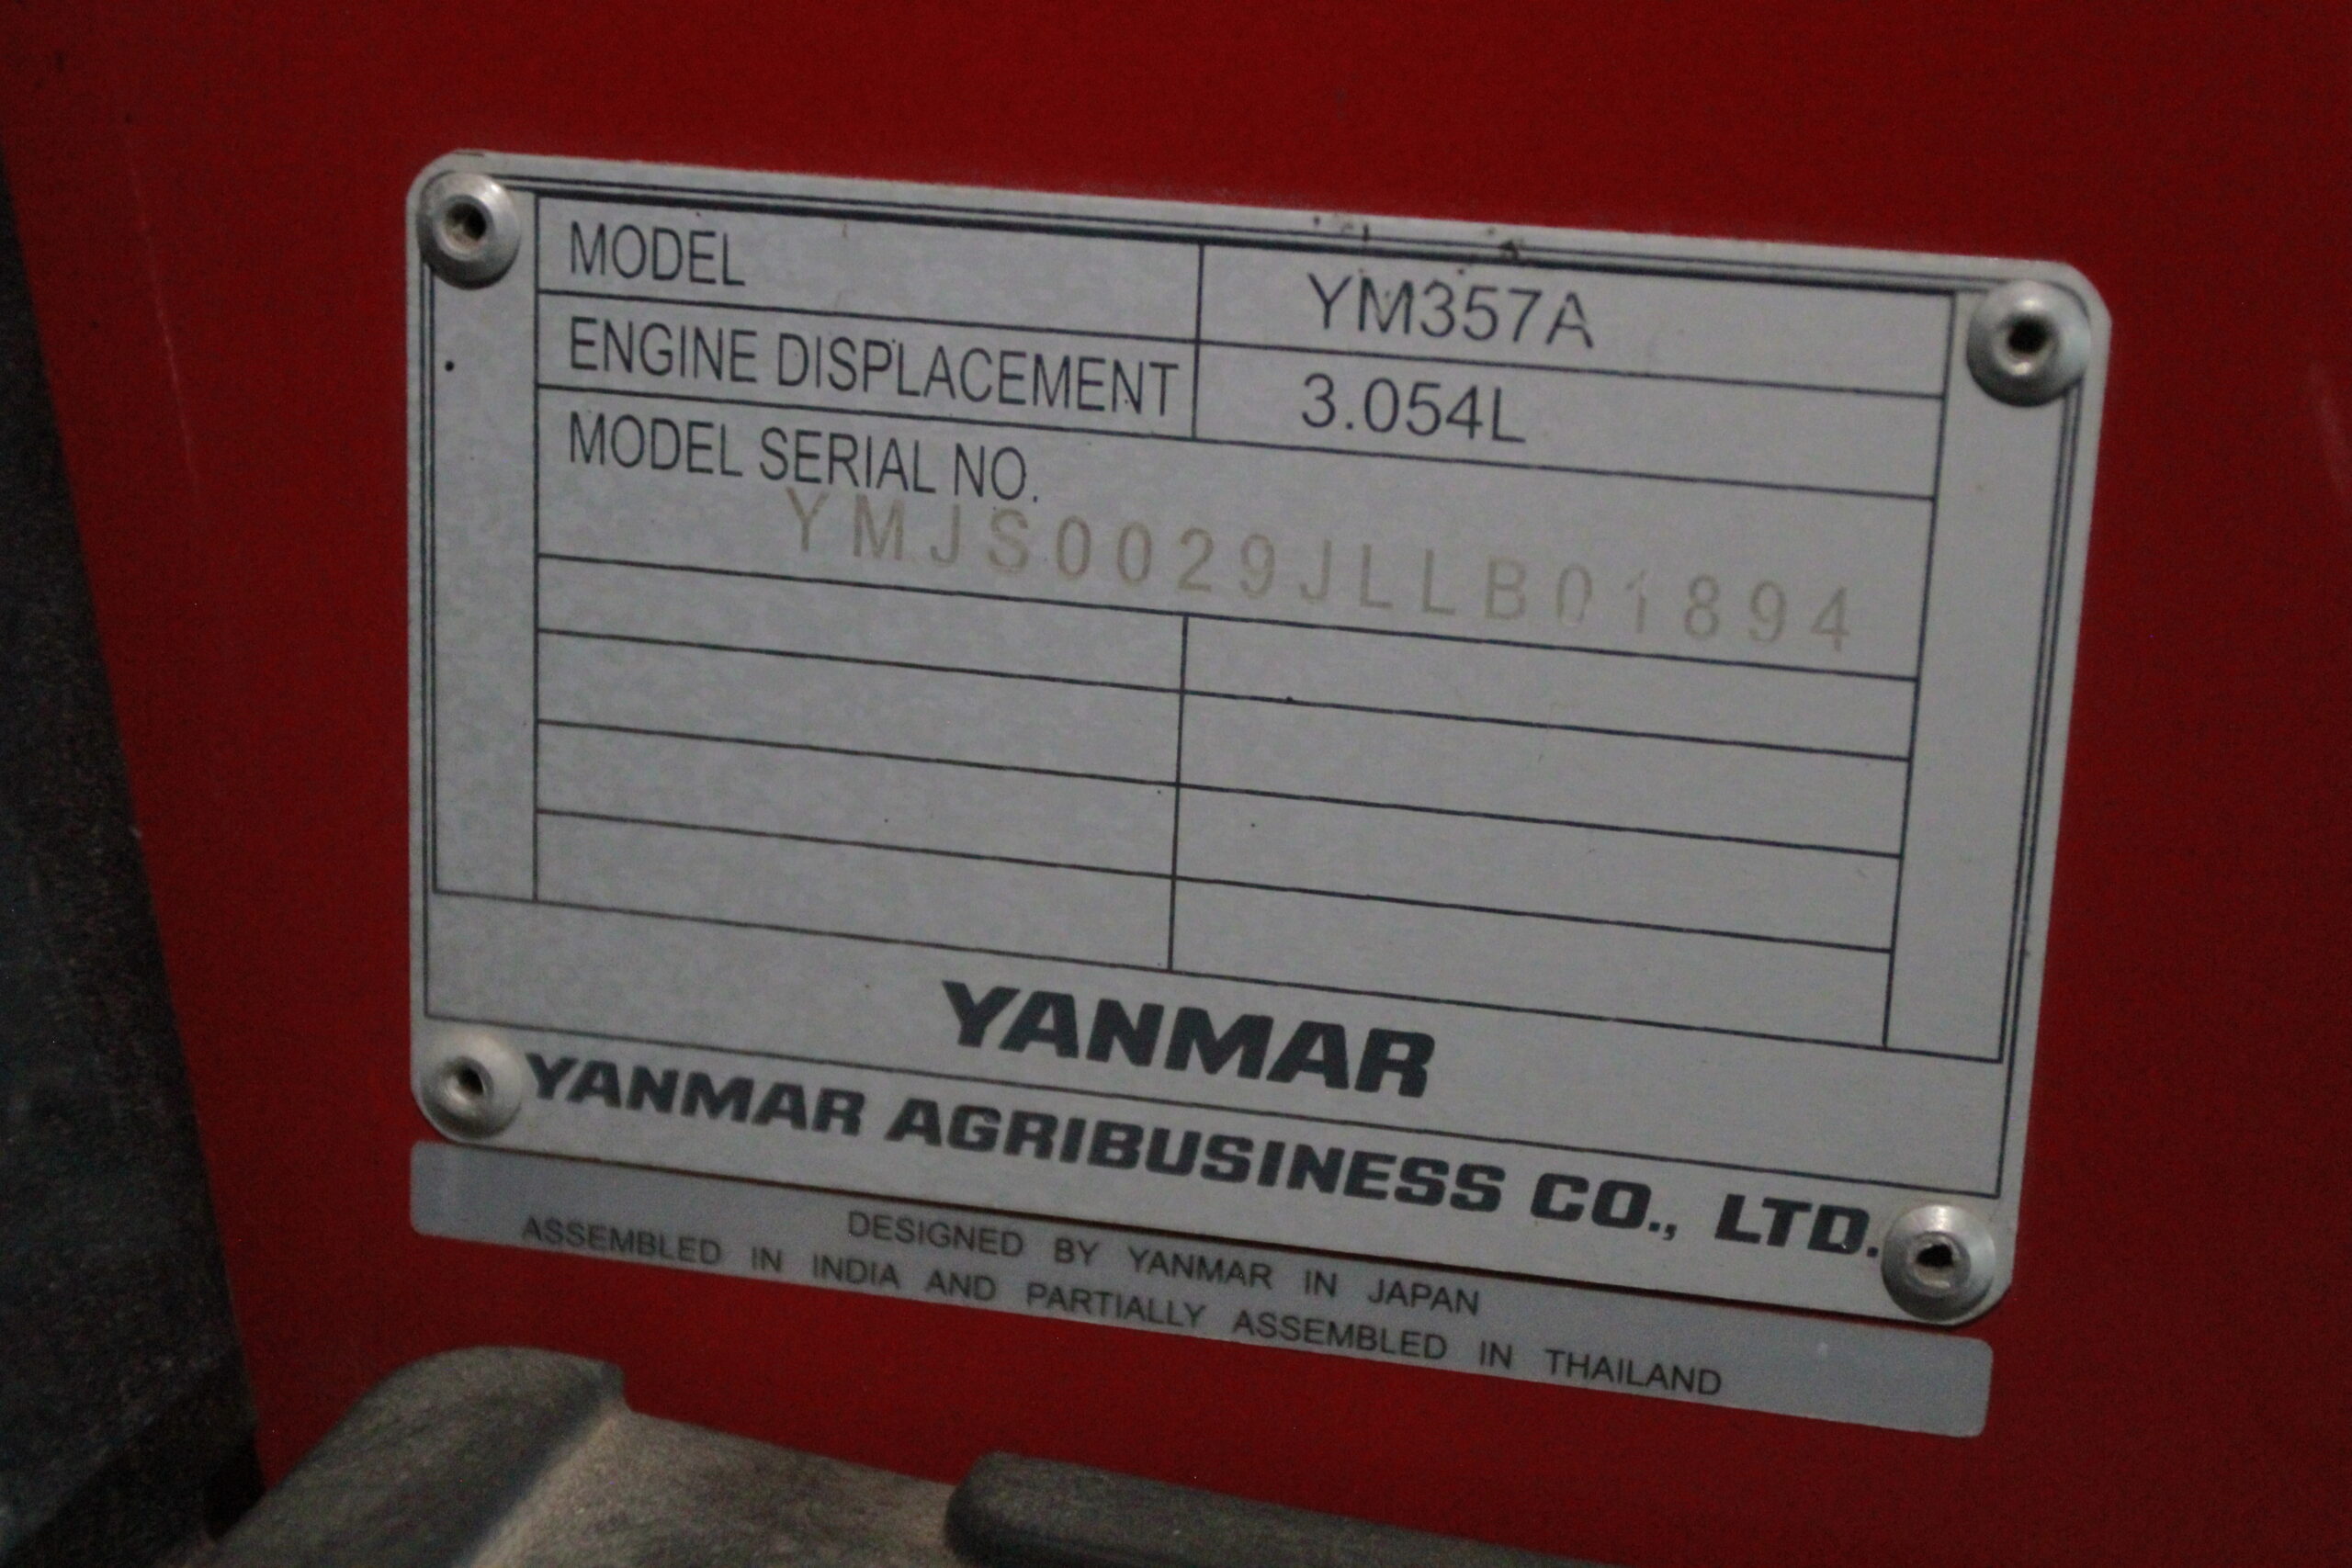 MODEL YM357A
ENGINE DISPLACEMENT 3.054L
MODEL SERIAL NO.
YMJS0029JLLB01894
YANMAR
YANMAR AGRIBUSINESS CO., LTD.
DESIGNED BY YANMAR IN JAPAN
ASSEMBLED IN INDIA AND PARTIALLY ASSEMBLED IN THAILAND